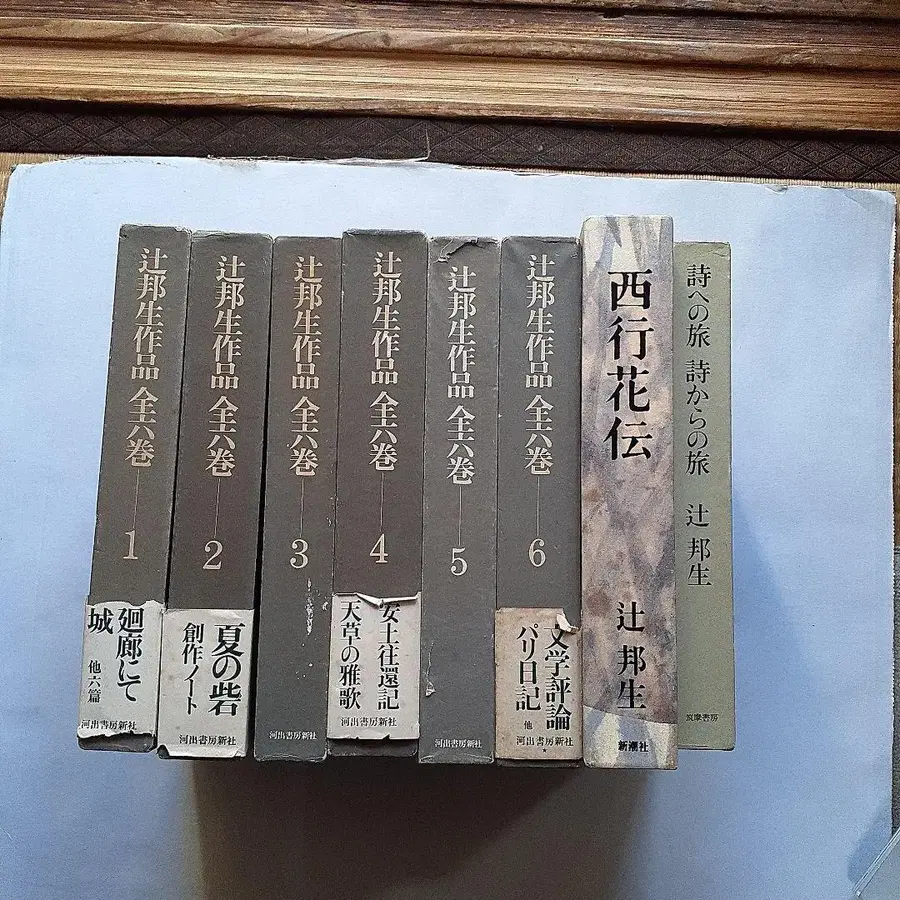 辻邦生作品 全六巻
1
廻廊にて
城 他六篇
河出書房新社
辻邦生作品 全六巻
2
夏の砦
創作ノート
河出書房新社
辻邦生作品 全六巻
3
河出書房新社
辻邦生作品 全六巻
4
安土往還記
天草の雅歌
河出書房新社
辻邦生作品 全六巻
5
河出書房新社
辻邦生作品 全六巻
6
文学評論
パリ日記 他
河出書房新社
西行花伝
辻邦生
新潮社
詩への旅 詩からの旅
辻邦生
筑摩書房